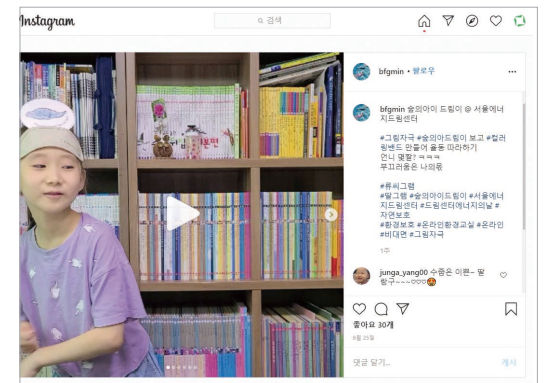 Instagram
검색
bfgmin • 팔로우
bfgmin 숲의아이 드림이 @ 서울에너
지드림센터
#그림자극 #숲의아이드림이 보고 #컬러
링밴드 만들어 율동 따라하기
언니 몇짤? ㅋㅋㅋ
부끄러움은 나의몫
#류씨그램
#딸그램 #숲의아이드림이 #서울에너
지드림센터 #드림센터에너지의날 #
자연보호
#환경보호 #온라인환경교실 #온라인
#비대면 #그림자극
1주
junga_yang00 수줍은 이쁜~ 딸
랑구~~~♡♡♡😍
좋아요 30개
9월 25일
댓글 달기...
게시